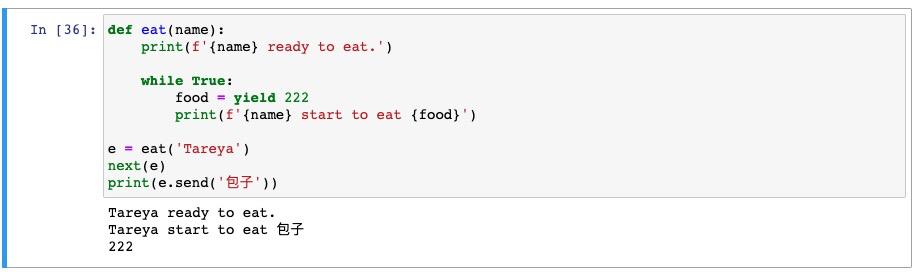 In [36]: def eat(name):
    print(f'{name} ready to eat.')
    while True:
        food = yield 222
        print(f'{name} start to eat {food}')
e = eat('Tareya')
next(e)
print(e.send('包子'))
Tareya ready to eat.
Tareya start to eat 包子
222